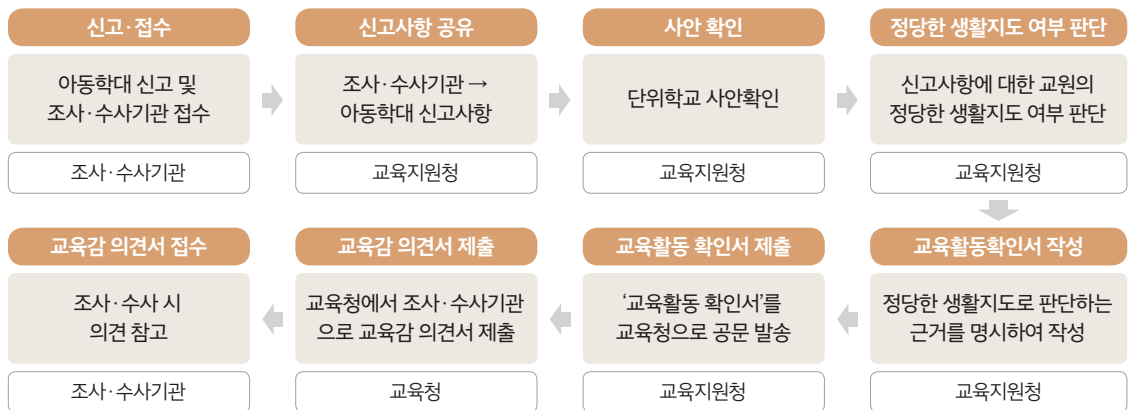 신고·접수
아동학대 신고 및
조사·수사기관 접수
조사·수사기관
신고사항 공유
조사·수사기관 →
아동학대 신고사항
교육지원청
사안 확인
단위학교 사안확인
교육지원청
정당한 생활지도 여부 판단
신고사항에 대한 교원의
정당한 생활지도 여부 판단
교육지원청
교육활동확인서 작성
정당한 생활지도로 판단하는
근거를 명시하여 작성
교육지원청
교육활동 확인서 제출
‘교육활동 확인서’를
교육청으로 공문 발송
교육지원청
교육감 의견서 제출
교육청에서 조사·수사기관
으로 교육감 의견서 제출
교육청
교육감 의견서 접수
조사·수사 시
의견 참고
조사·수사기관